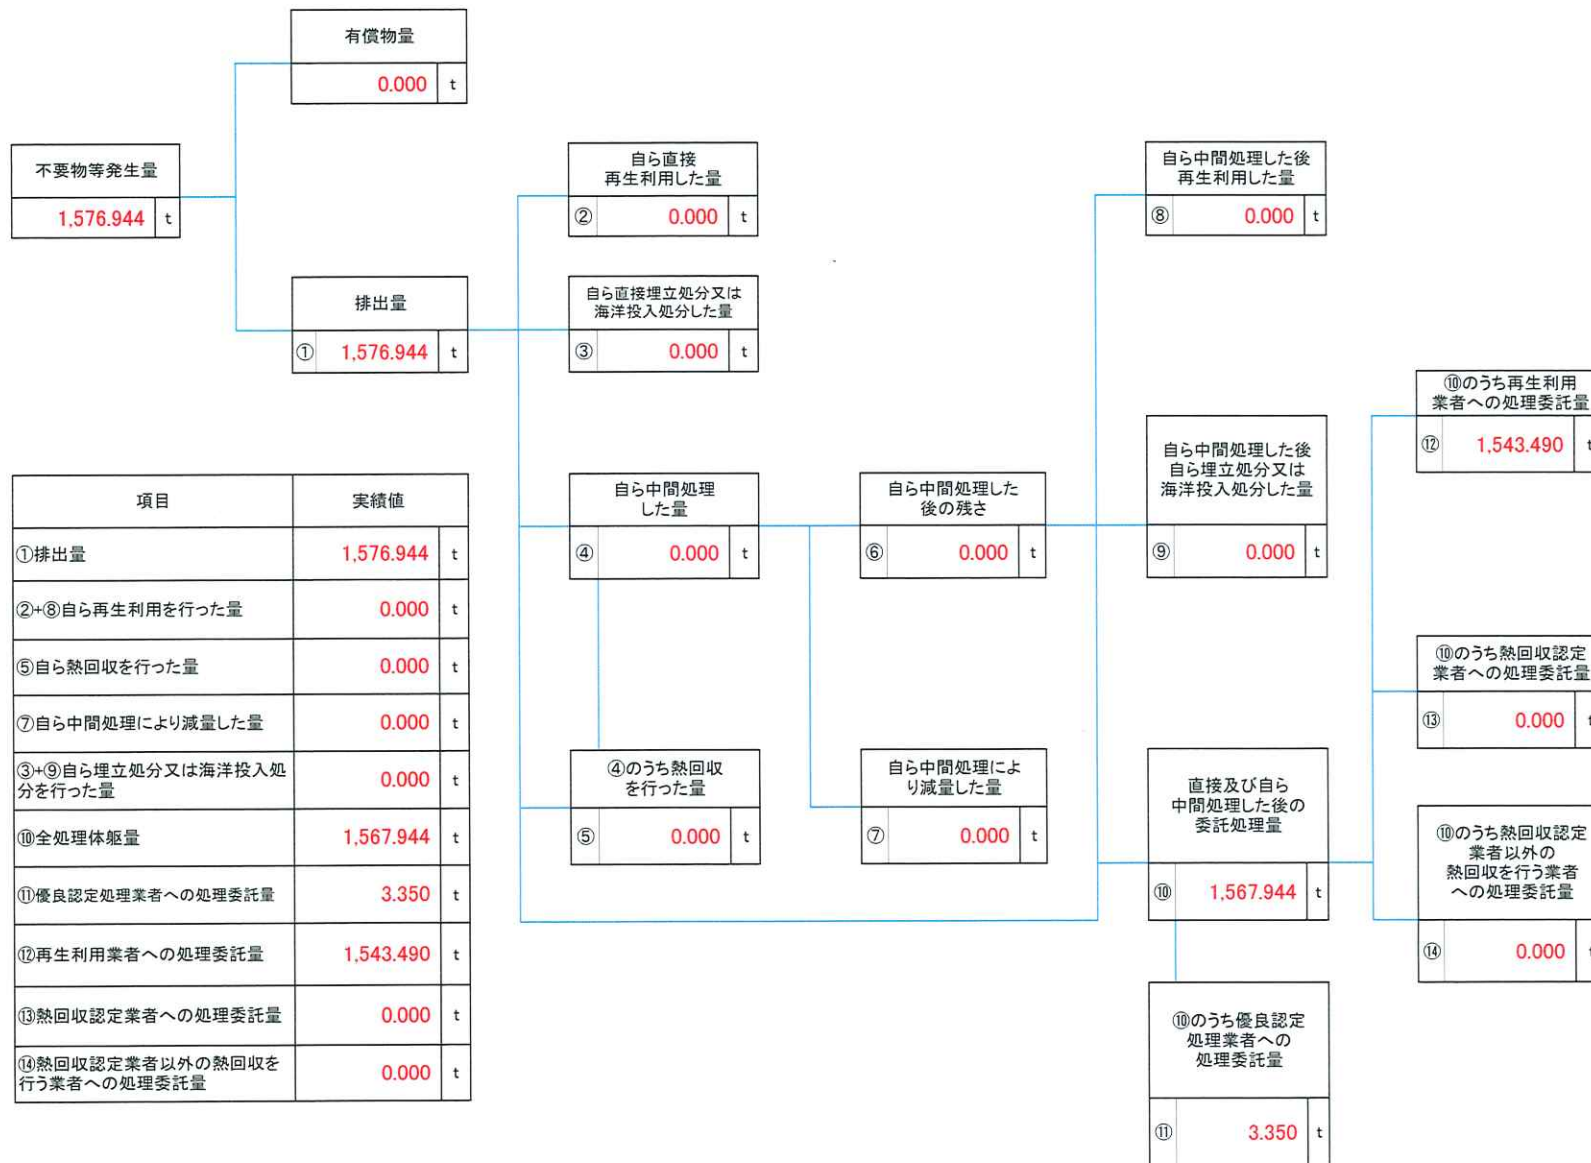 有償物量
0.000 t
不要物等発生量
1,576.944 t
排出量
① 1,576.944 t
自ら直接
再生利用した量
② 0.000 t
自ら直接埋立処分又は
海洋投入処分した量
③ 0.000 t
自ら中間処理
した量
④ 0.000 t
④のうち熱回収
を行った量
⑤ 0.000 t
自ら中間処理した
後の残さ
⑥ 0.000 t
自ら中間処理によ
り減量した量
⑦ 0.000 t
自ら中間処理した後
再生利用した量
⑧ 0.000 t
自ら中間処理した後
自ら埋立処分又は
海洋投入処分した量
⑨ 0.000 t
直接及び自ら
中間処理した後の
委託処理量
⑩ 1,567.944 t
⑩のうち優良認定
処理業者への
処理委託量
⑪ 3.350 t
⑩のうち再生利用
業者への処理委託量
⑫ 1,543.490 t
⑩のうち熱回収認定
業者への処理委託量
⑬ 0.000 t
⑩のうち熱回収認定
業者以外の
熱回収を行う業者
への処理委託量
⑭ 0.000 t
項目 実績値
①排出量 1,576.944 t
②+⑧自ら再生利用を行った量 0.000 t
⑤自ら熱回収を行った量 0.000 t
⑦自ら中間処理により減量した量 0.000 t
③+⑨自ら埋立処分又は海洋投入処
分を行った量 0.000 t
⑩全処理体躯量 1,567.944 t
⑪優良認定処理業者への処理委託量 3.350 t
⑫再生利用業者への処理委託量 1,543.490 t
⑬熱回収認定業者への処理委託量 0.000 t
⑭熱回収認定業者以外の熱回収を
行う業者への処理委託量 0.000 t